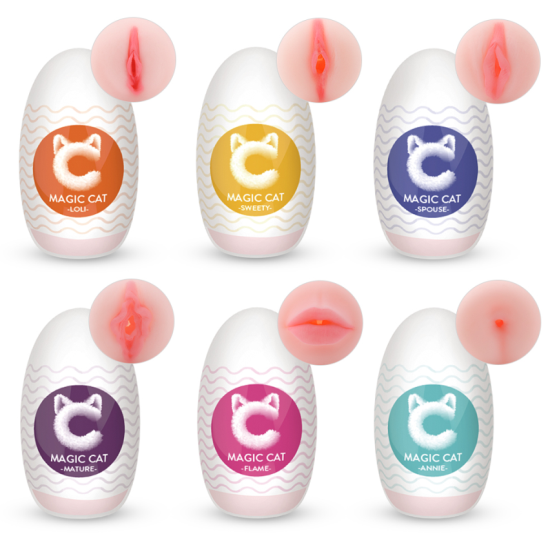 MAGIC CAT
-LOLI-
MAGIC CAT
-SWEETY-
MAGIC CAT
-SPOUSE-
MAGIC CAT
-MATURE-
MAGIC CAT
-FLAME-
MAGIC CAT
-ANNIE-